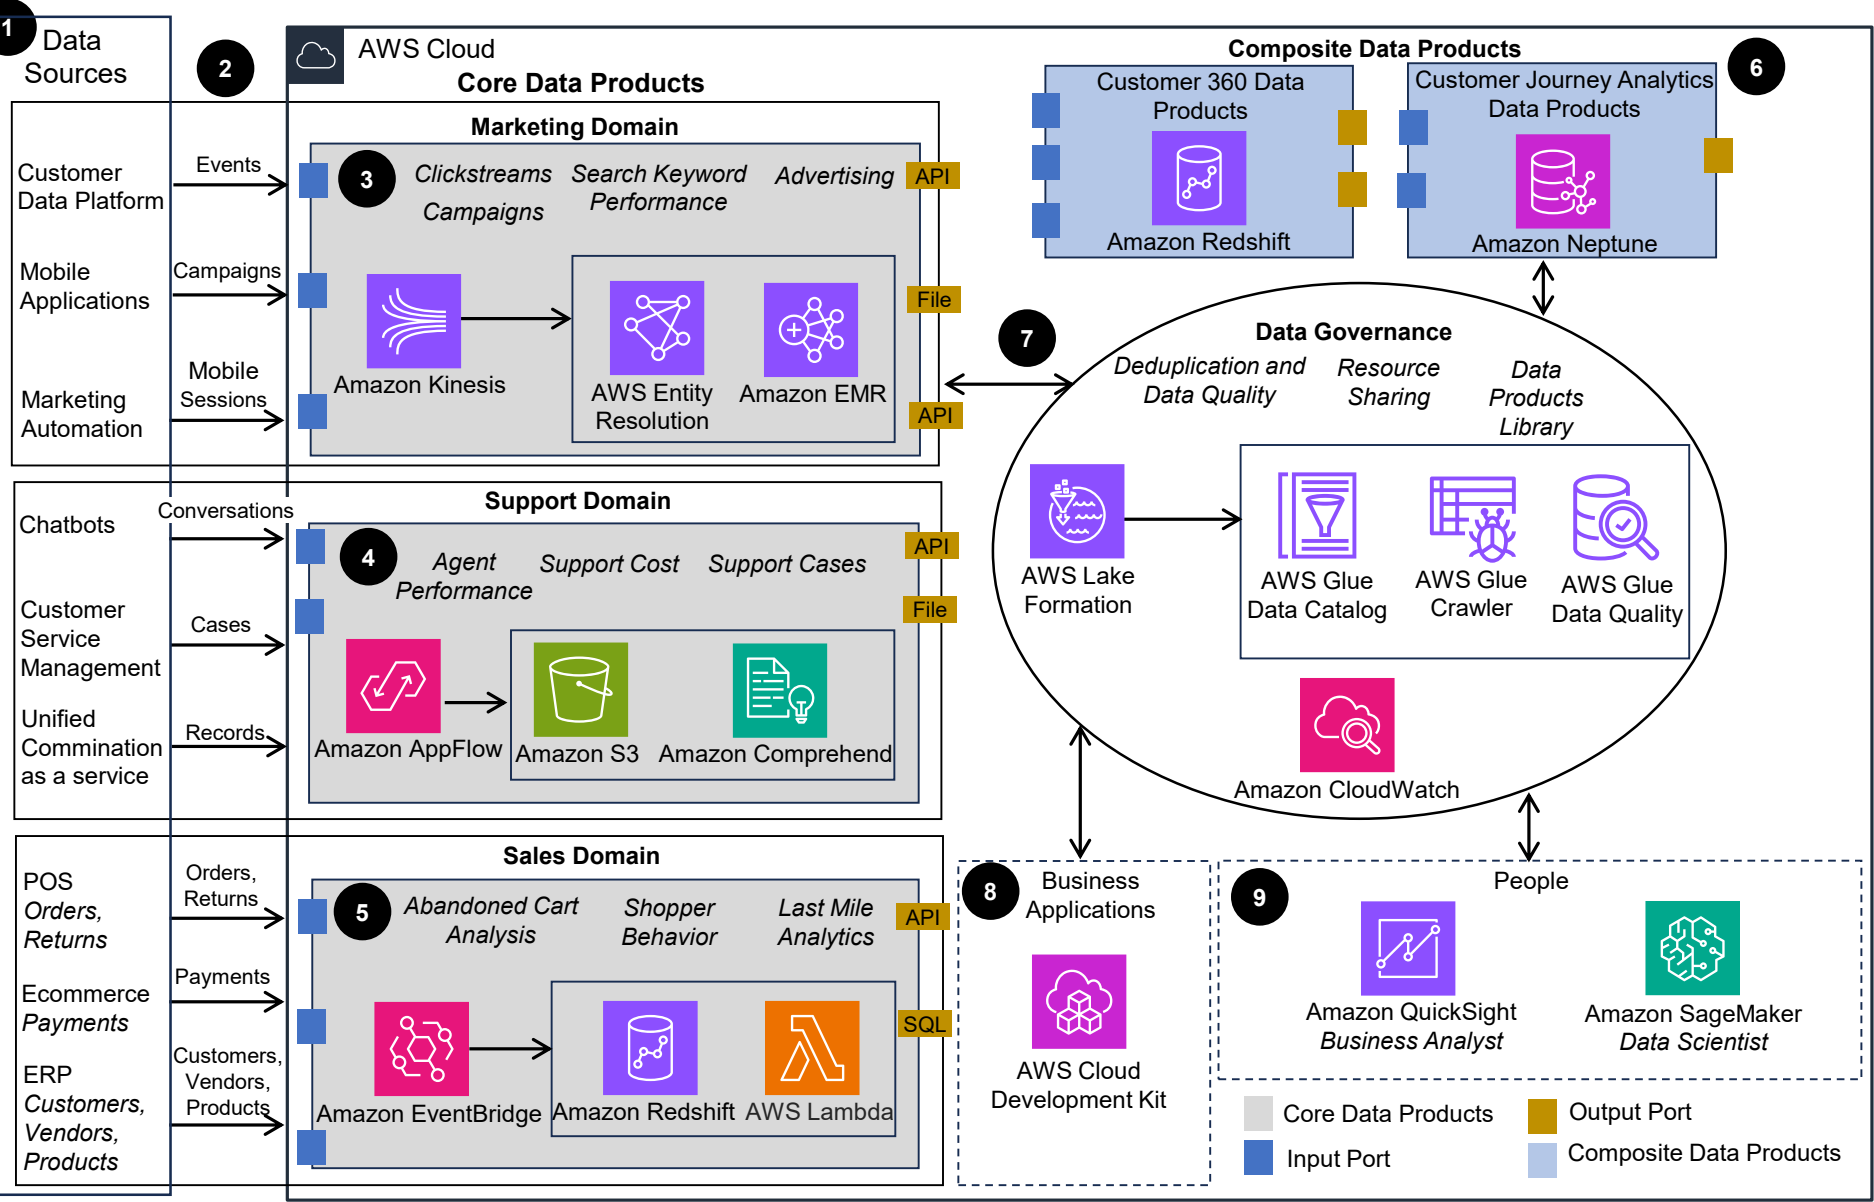 1
Data
Sources
2
AWS Cloud
Core Data Products
Composite Data Products
6
Marketing Domain
Customer
Data Platform
Events
3
Clickstreams
Campaigns
Search Keyword
Performance
Advertising
API
Mobile
Applications
Campaigns
File
Marketing
Automation
Mobile
Sessions
Amazon Kinesis
AWS Entity
Resolution
Amazon EMR
API
Support Domain
Chatbots
Conversations
4
Agent
Performance
Support Cost
Support Cases
API
Customer
Service
Management
Cases
File
Unified
Commination
as a service
Records
Amazon AppFlow
Amazon S3
Amazon Comprehend
Sales Domain
POS
Orders,
Returns
Orders,
Returns
5
Abandoned Cart
Analysis
Shopper
Behavior
Last Mile
Analytics
API
Ecommerce
Payments
Payments
SQL
ERP
Customers,
Vendors,
Products
Customers,
Vendors,
Products
Amazon EventBridge
Amazon Redshift
AWS Lambda
Customer 360 Data
Products
Amazon Redshift
Customer Journey Analytics
Data Products
Amazon Neptune
7
Data Governance
Deduplication and
Data Quality
Resource
Sharing
Data
Products
Library
AWS Lake
Formation
AWS Glue
Data Catalog
AWS Glue
Crawler
AWS Glue
Data Quality
Amazon CloudWatch
8
Business
Applications
AWS Cloud
Development Kit
9
People
Amazon QuickSight
Business Analyst
Amazon SageMaker
Data Scientist
Core Data Products
Output Port
Input Port
Composite Data Products